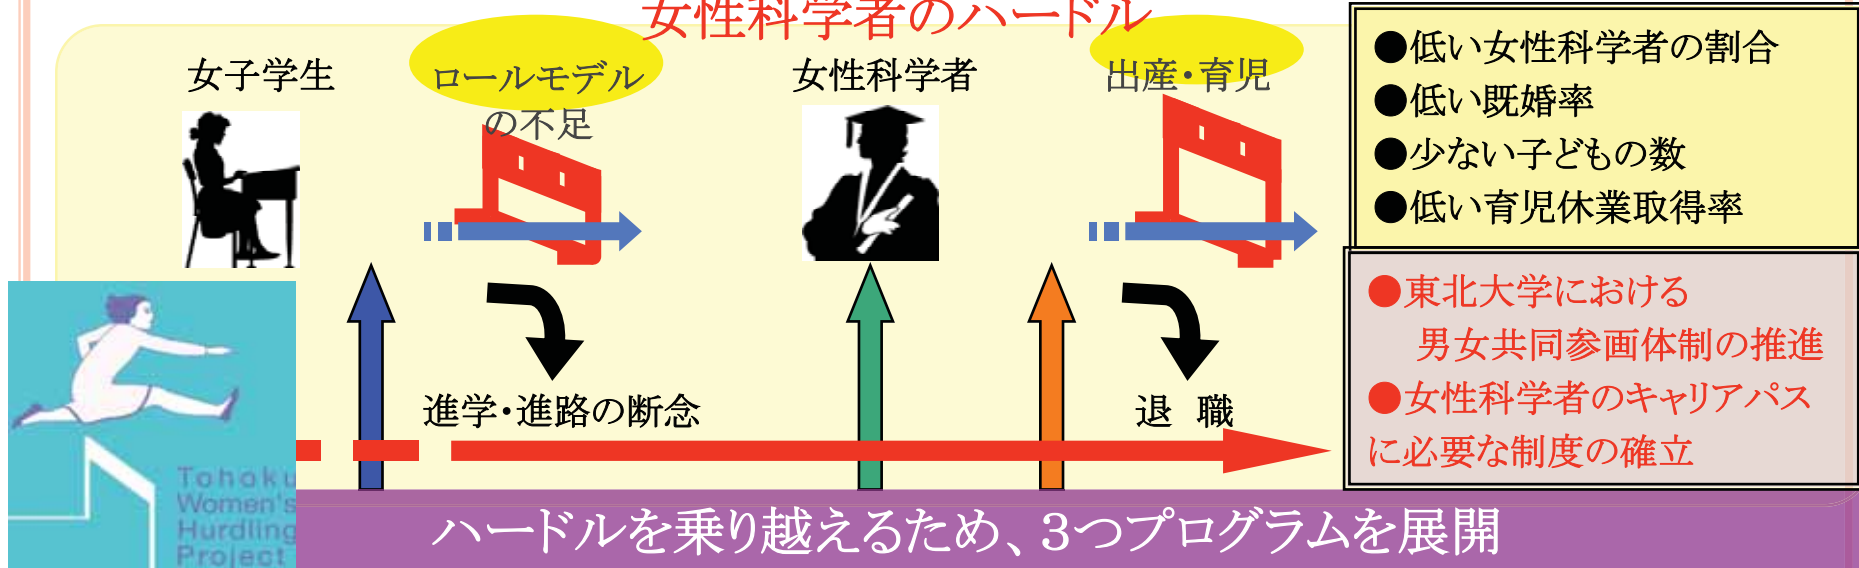 女性科学者のハードル
女子学生
ロールモデル
の不足
女性科学者
出産・育児
進学・進路の断念
退　職
●低い女性科学者の割合
●低い既婚率
●少ない子どもの数
●低い育児休業取得率
●東北大学における
男女共同参画体制の推進
●女性科学者のキャリアパス
に必要な制度の確立
Tohoku
Women's
Hurdling
Project
ハードルを乗り越えるため、３つプログラムを展開